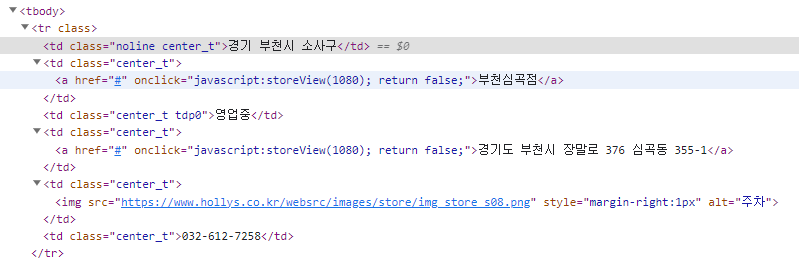 ▼<tbody>
▼<tr class>
<td class="noline center_t">경기 부천시 소사구</td> == $0
▼<td class="center_t">
<a href="#" onclick="javascript:storeView(1080); return false;">부천심곡점</a>
</td>
<td class="center_t tdp0">영업중</td>
▼<td class="center_t">
<a href="#" onclick="javascript:storeView(1080); return false;">경기도 부천시 장말로 376 심곡동 355-1</a>
</td>
▼<td class="center_t">
<img src="https://www.hollys.co.kr/websrc/images/store/img_store_s08.png" style="margin-right:1px" alt="주차">
</td>
<td class="center_t">032-612-7258</td>
</tr>